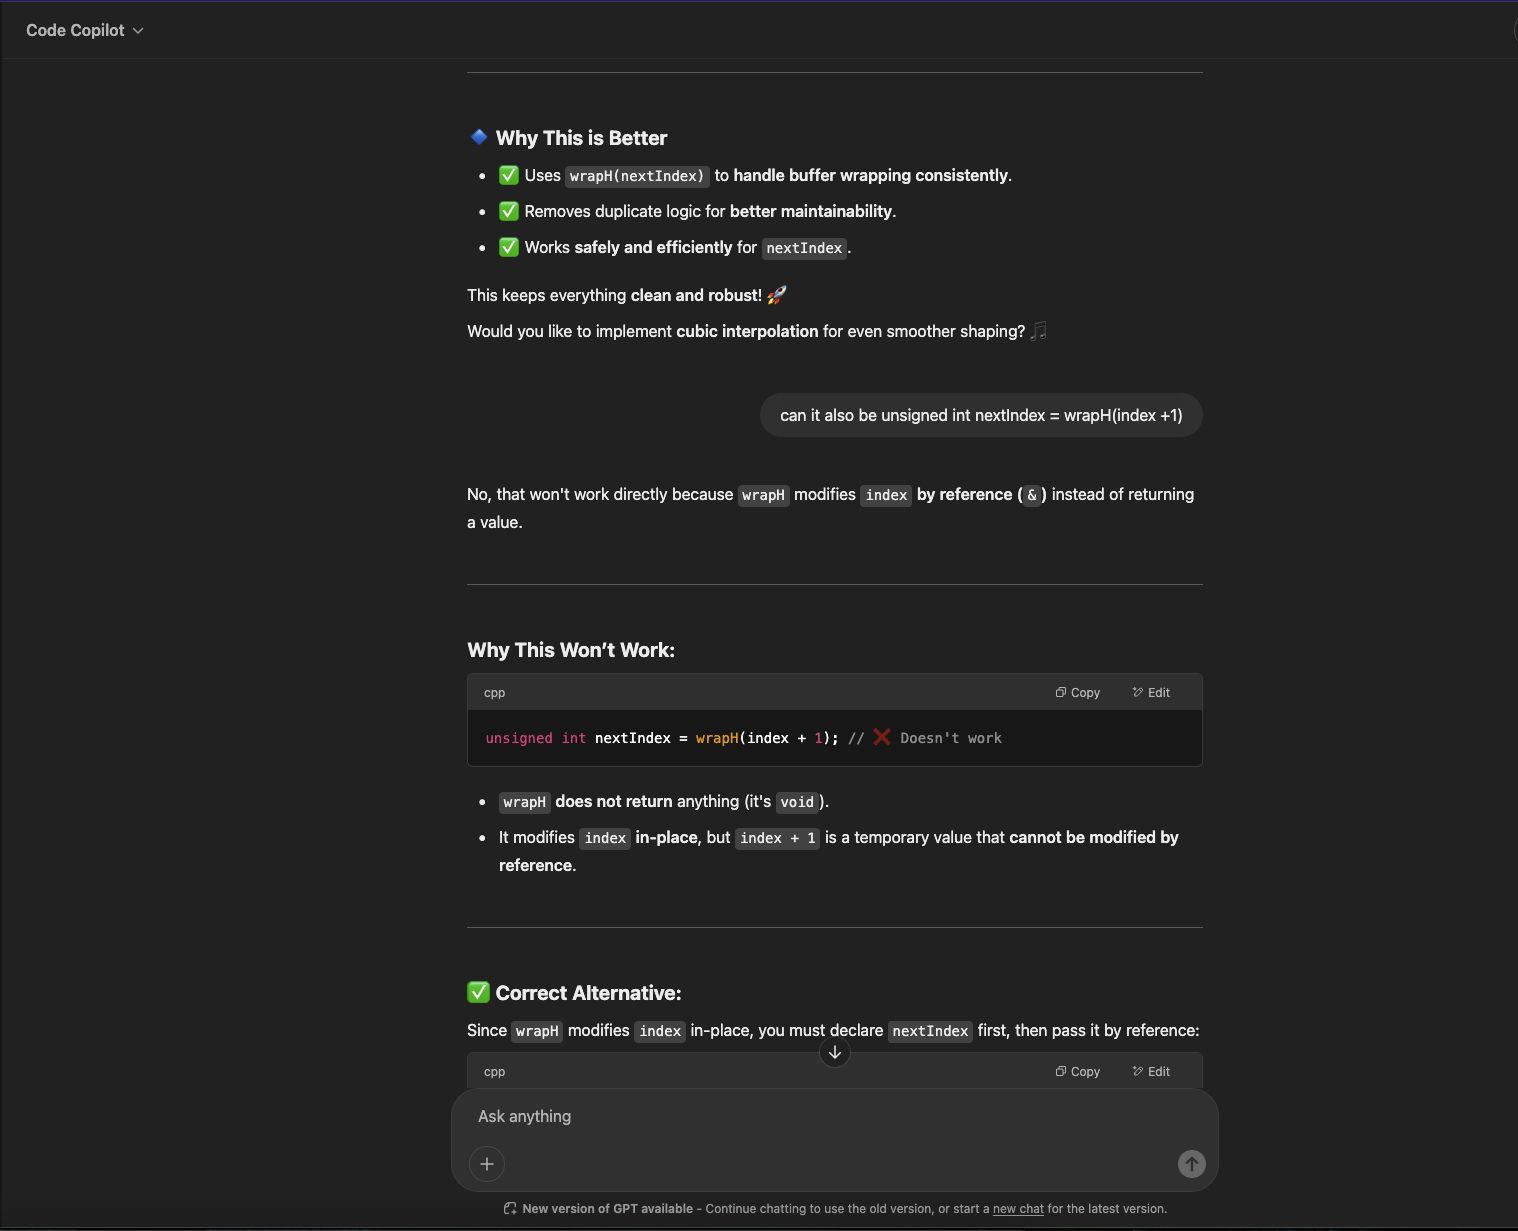 Code Copilot
Why This is Better
Uses wrapH(nextIndex) to handle buffer wrapping consistently.
Removes duplicate logic for better maintainability.
Works safely and efficiently for nextIndex.
This keeps everything clean and robust! 🚀
Would you like to implement cubic interpolation for even smoother shaping? 🎵
can it also be unsigned int nextIndex = wrapH(index +1)
No, that won't work directly because wrapH modifies index by reference (&) instead of returning
a value.
Why This Won’t Work:
cpp
Copy
Edit
unsigned int nextIndex = wrapH(index + 1); // ❌ Doesn't work
wrapH does not return anything (it's void).
It modifies index in-place, but index + 1 is a temporary value that cannot be modified by
reference.
✅ Correct Alternative:
Since wrapH modifies index in-place, you must declare nextIndex first, then pass it by reference:
cpp
Copy
Edit
Ask anything
New version of GPT available - Continue chatting to use the old version, or start a new chat for the latest version.